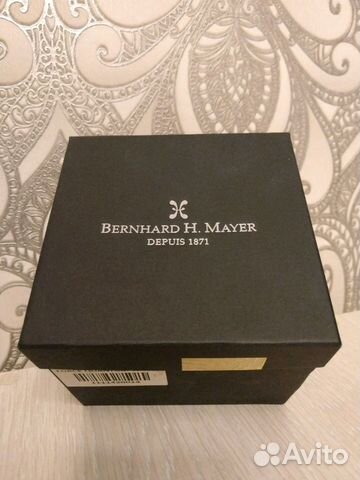 BERNHARD H. MAYER
DEPUIS 1871
Avito